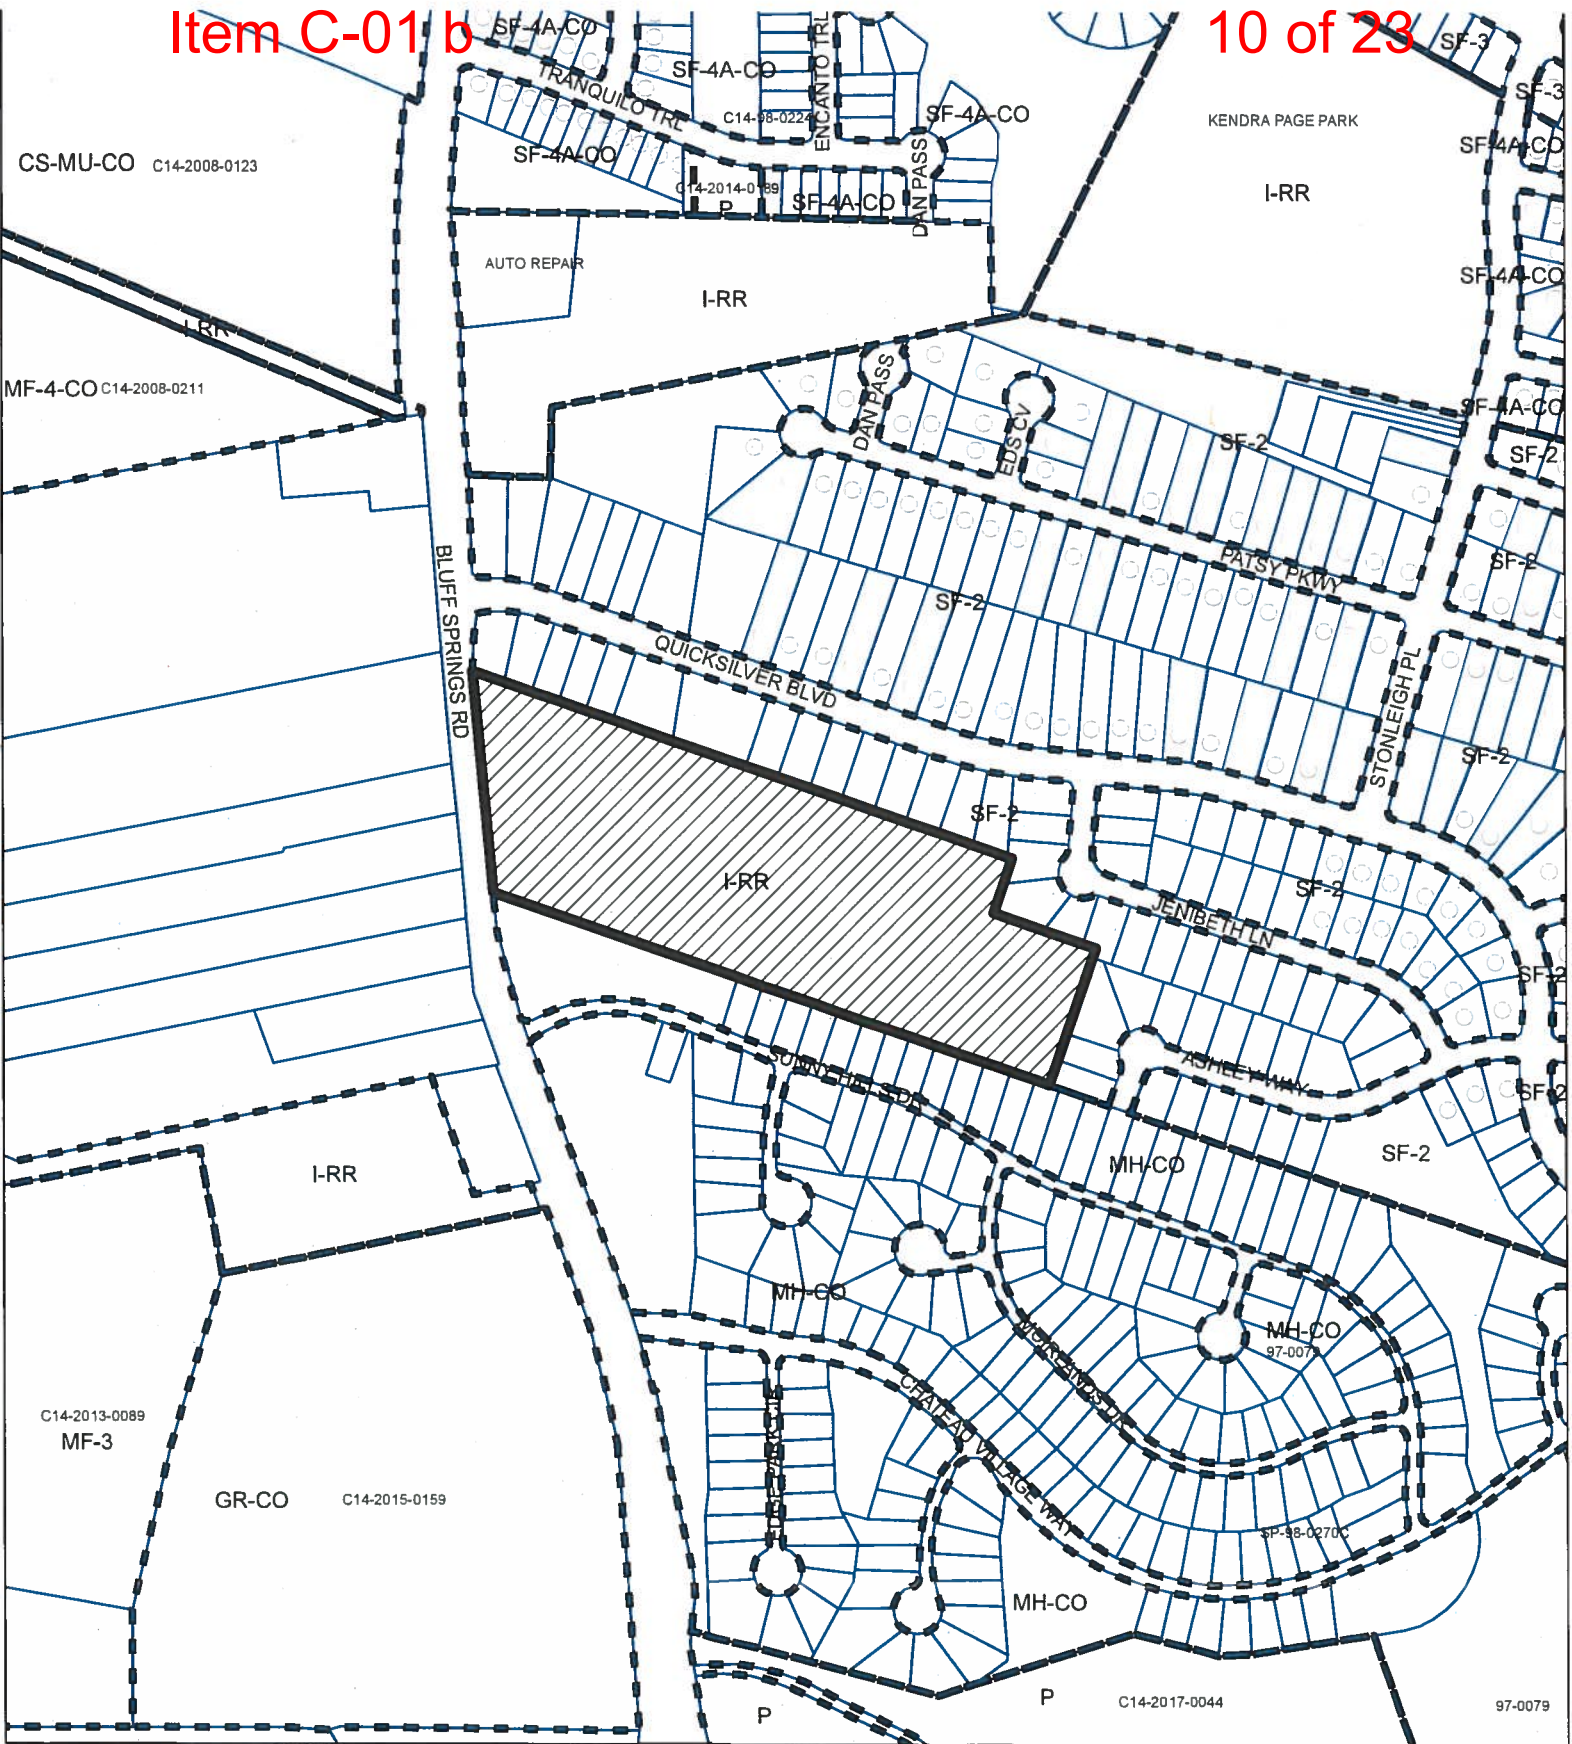 Item C-01 b
10 of 23
SF-4A-CO
SF-3
TRANQUILO TRL
SF-4A-CO
ENCANTO TRL
SF-3
C14-98-0224
SF-4A-CO
KENDRA PAGE PARK
SF-4A-CO
CS-MU-CO
C14-2008-0123
SF-4A-CO
DAN PASS
C14-2014-0189
P
SF-4A-CO
I-RR
AUTO REPAIR
I-RR
SF-4A-CO
I-RR
MF-4-CO
C14-2008-0211
DAN PASS
EDS CV
SF-2
SF-4A-CO
SF-2
BLUFF SPRINGS RD
PATSY PKWY
SF-2
SF-2
QUICKSILVER BLVD
STONLEIGH PL
SF-2
SF-2
I-RR
SF-2
JENIBETH LN
SF-2
SUNNY HILLS DR
ASHLEY WAY
SF-2
I-RR
MH-CO
SF-2
MH-CO
MORLANDS DR
MH-CO
97-0079
CHATEAU VILLAGE WAY
C14-2013-0089
MF-3
GR-CO
C14-2015-0159
SP-98-0270C
MH-CO
P
P
C14-2017-0044
97-0079